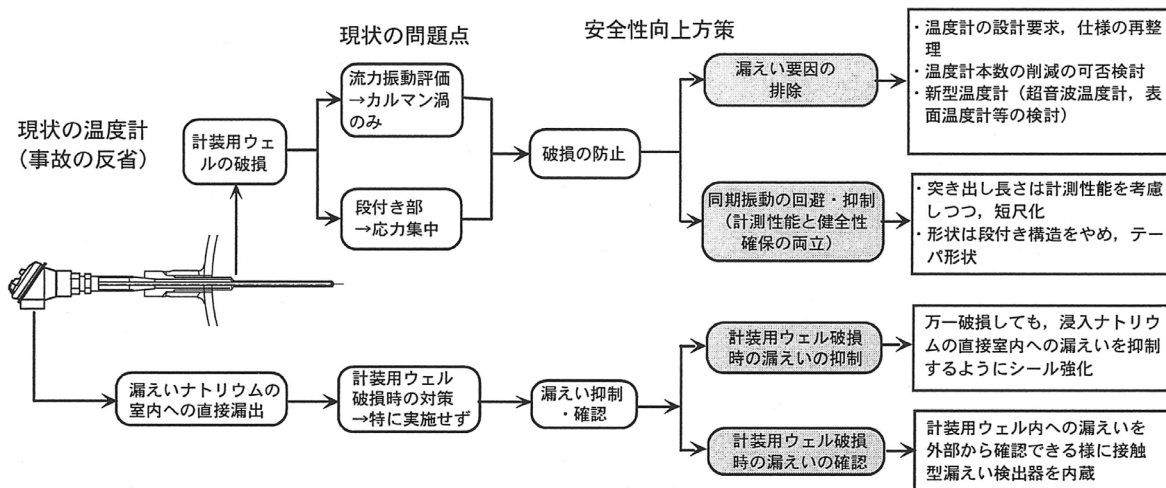 現状の問題点
安全性向上方策
現状の温度計
(事故の反省)
計装用ウェ
ルの破損
流力振動評価
→カルマン渦
のみ
段付き部
→応力集中
破損の防止
漏えい要因の
排除
・温度計の設計要求,仕様の再整
理
・温度計本数の削減の可否検討
・新型温度計(超音波温度計,表
面温度計等の検討)
同期振動の回避・抑制
(計測性能と健全性
確保の両立)
・突き出し長さは計測性能を考慮
しつつ,短尺化
・形状は段付き構造をやめ,テー
パ形状
漏えいナトリウムの
室内への直接漏出
計装用ウェル
破損時の対策
→特に実施せず
漏えい抑制
・確認
計装用ウェル破損
時の漏えいの抑制
万一破損しても,浸入ナトリウ
ムの直接室内への漏えいを抑制
するようにシール強化
計装用ウェル破損
時の漏えいの確認
計装用ウェル内への漏えいを
外部から確認できる様に接触
型漏えい検出器を内蔵